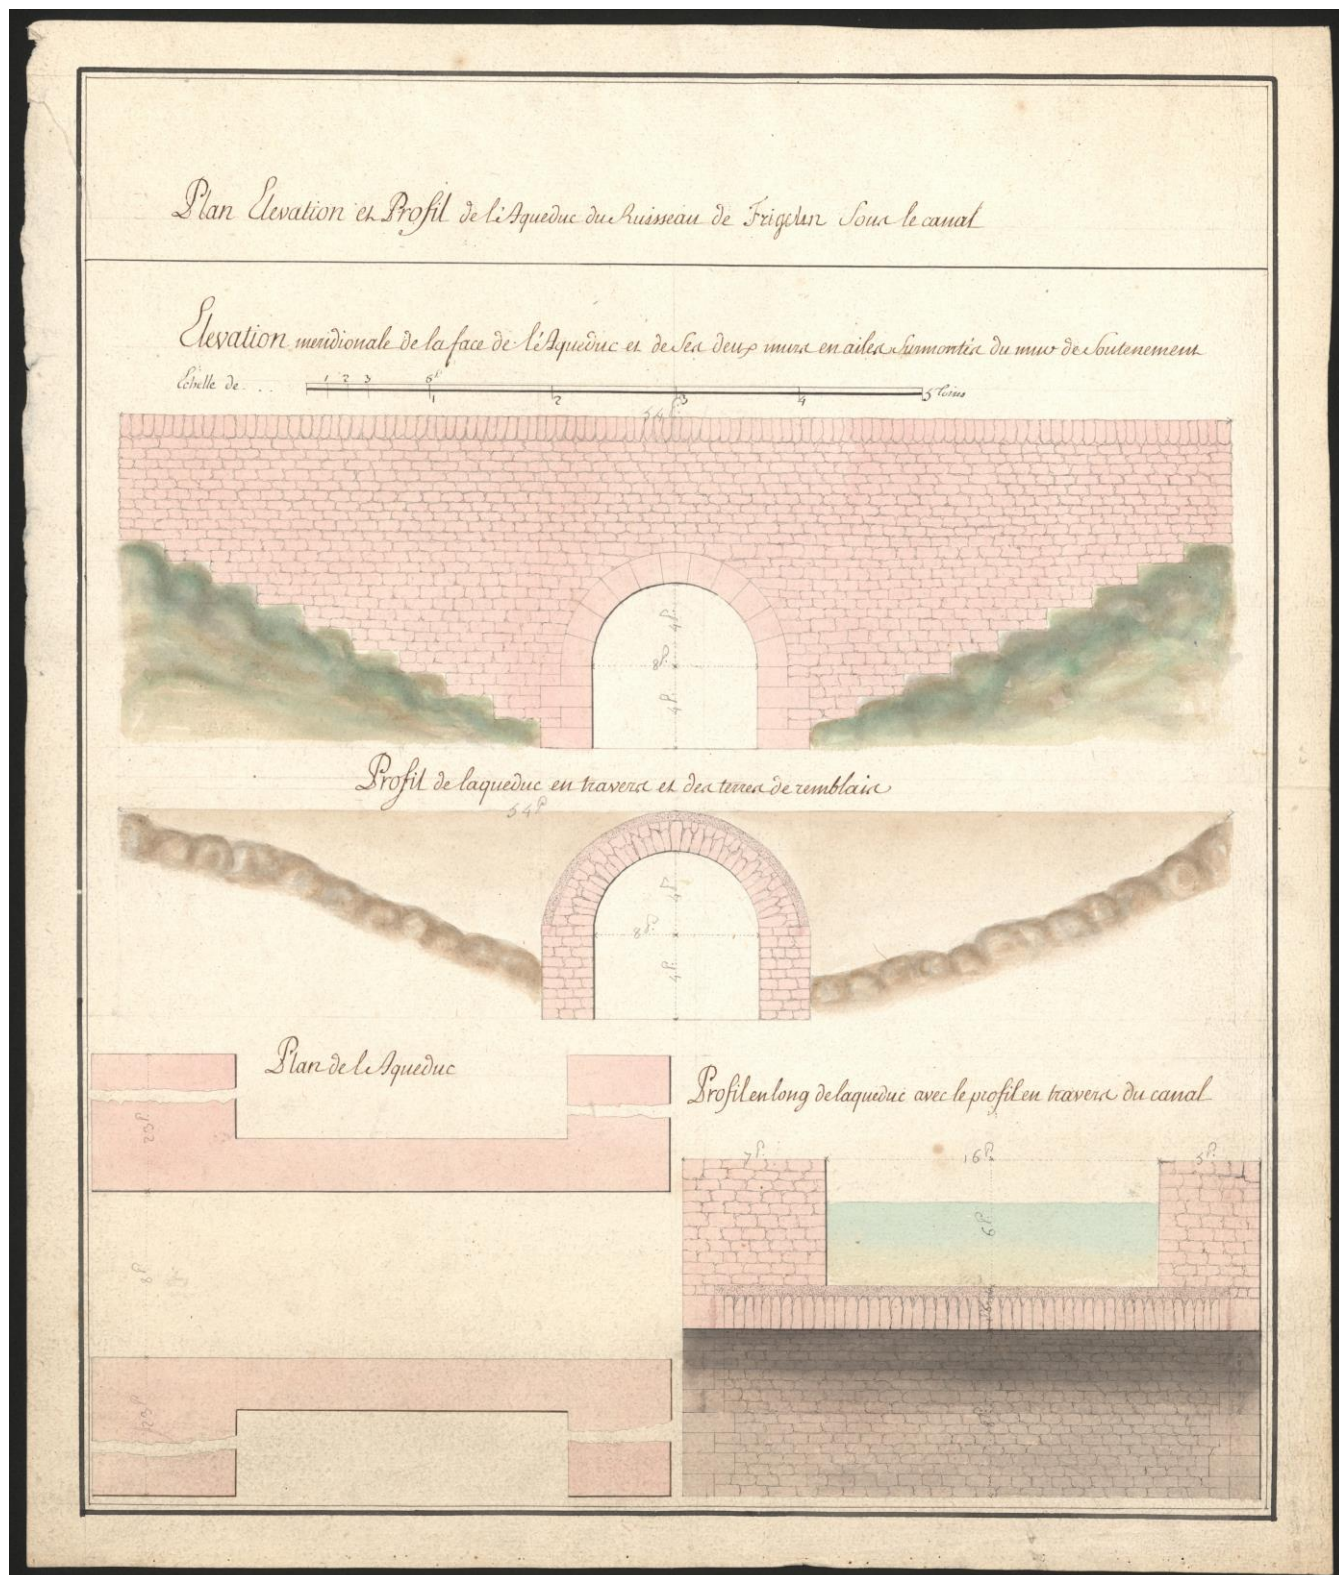 Plan Elevation et Profil de l'Aqueduc du Ruisseau de Frigelin Sous le canal
Elevation meridionale de la face de l'Aqueduc et de Ses deux murs en ailes Surmontés du mur de Soutenement
Echelle de . . .
1 2 3 6P
1 2 3 4 5 Toises
54P.
4P.
8P.
4P.
Profil de laqueduc en travers et des terres de remblais
54P
4P
8P.
4P.
Plan de l'Aqueduc
Profil en long de laqueduc avec le profil en travers du canal
23P
7P.
16P.
5P.
6P
8P
23P